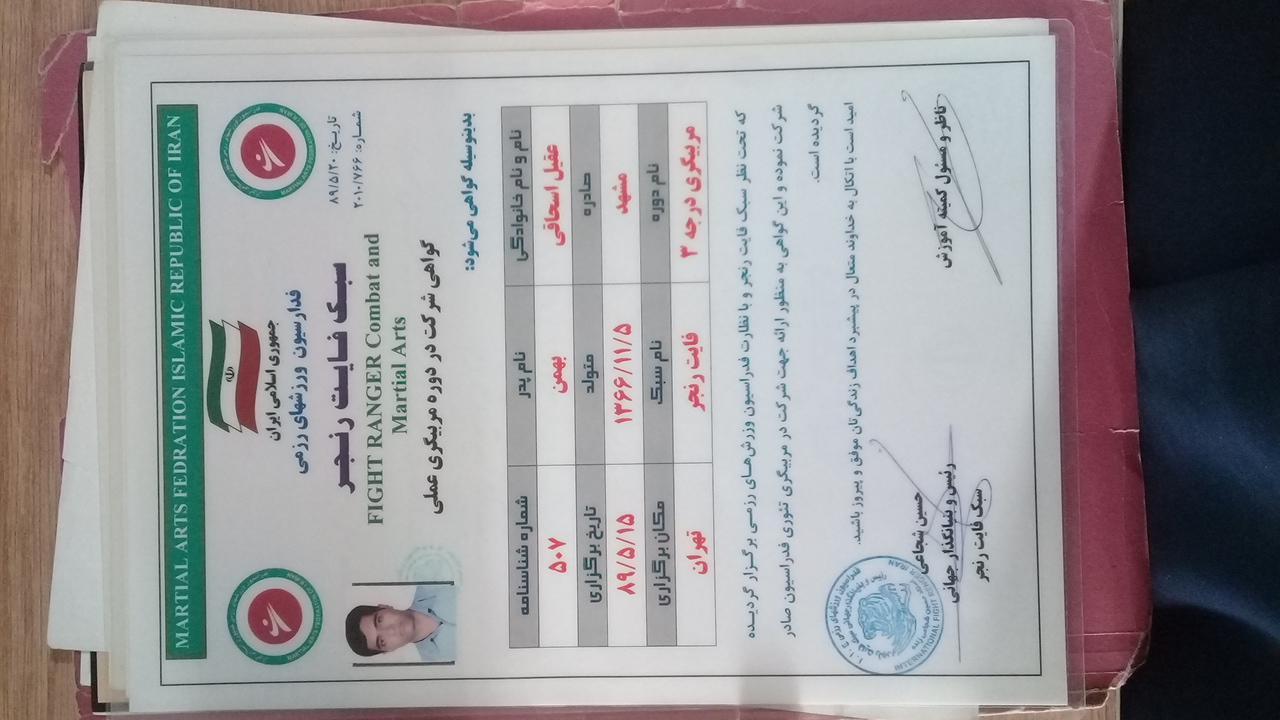 MARTIAL ARTS FEDRATION ISLAMIC REPUBLIC OF IRAN
جمهوری اسلامی ایران
فدراسیون ورزشهای رزمی
تاریخ: ۸۹/۵/۲۰
شماره: ۲۰۱۰/۷۶۶
سبک فایت رنجر
FIGHT RANGER Combat and
Martial Arts
گواهی شرکت در دوره مربیگری عملی
بدینوسیله گواهی می‌شود:
نام و نام خانوادگی نام پدر شماره شناسنامه
عقیل اسحاقی بهمن ۵۰۷
صادره متولد تاریخ برگزاری
مشهد ۱۳۶۶/۱۱/۵ ۸۹/۵/۱۵
نام دوره نام سبک مکان برگزاری
مربیگری درجه ۳ فایت رنجر تهران
که تحت نظر سبک فایت رنجر و با نظارت فدراسیون ورزش‌های رزمی برگزار گردیده
شرکت نموده و این گواهی به منظور ارائه جهت شرکت در مربیگری تئوری فدراسیون صادر
گردیده است.
امید است با اتکال به خداوند متعال در پیشبرد اهداف زندگی‌تان موفق و پیروز باشید.
ناظر و مسئول کمیته آموزش
حسین شجاعی
رئیس و بنیانگذار جهانی
سبک فایت رنجر
INTERNATIONAL FIGHT